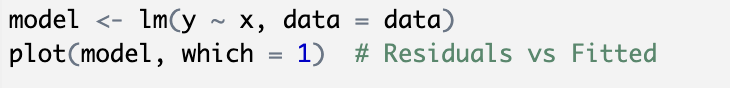 model <- lm(y ~ x, data = data)
plot(model, which = 1)  # Residuals vs Fitted